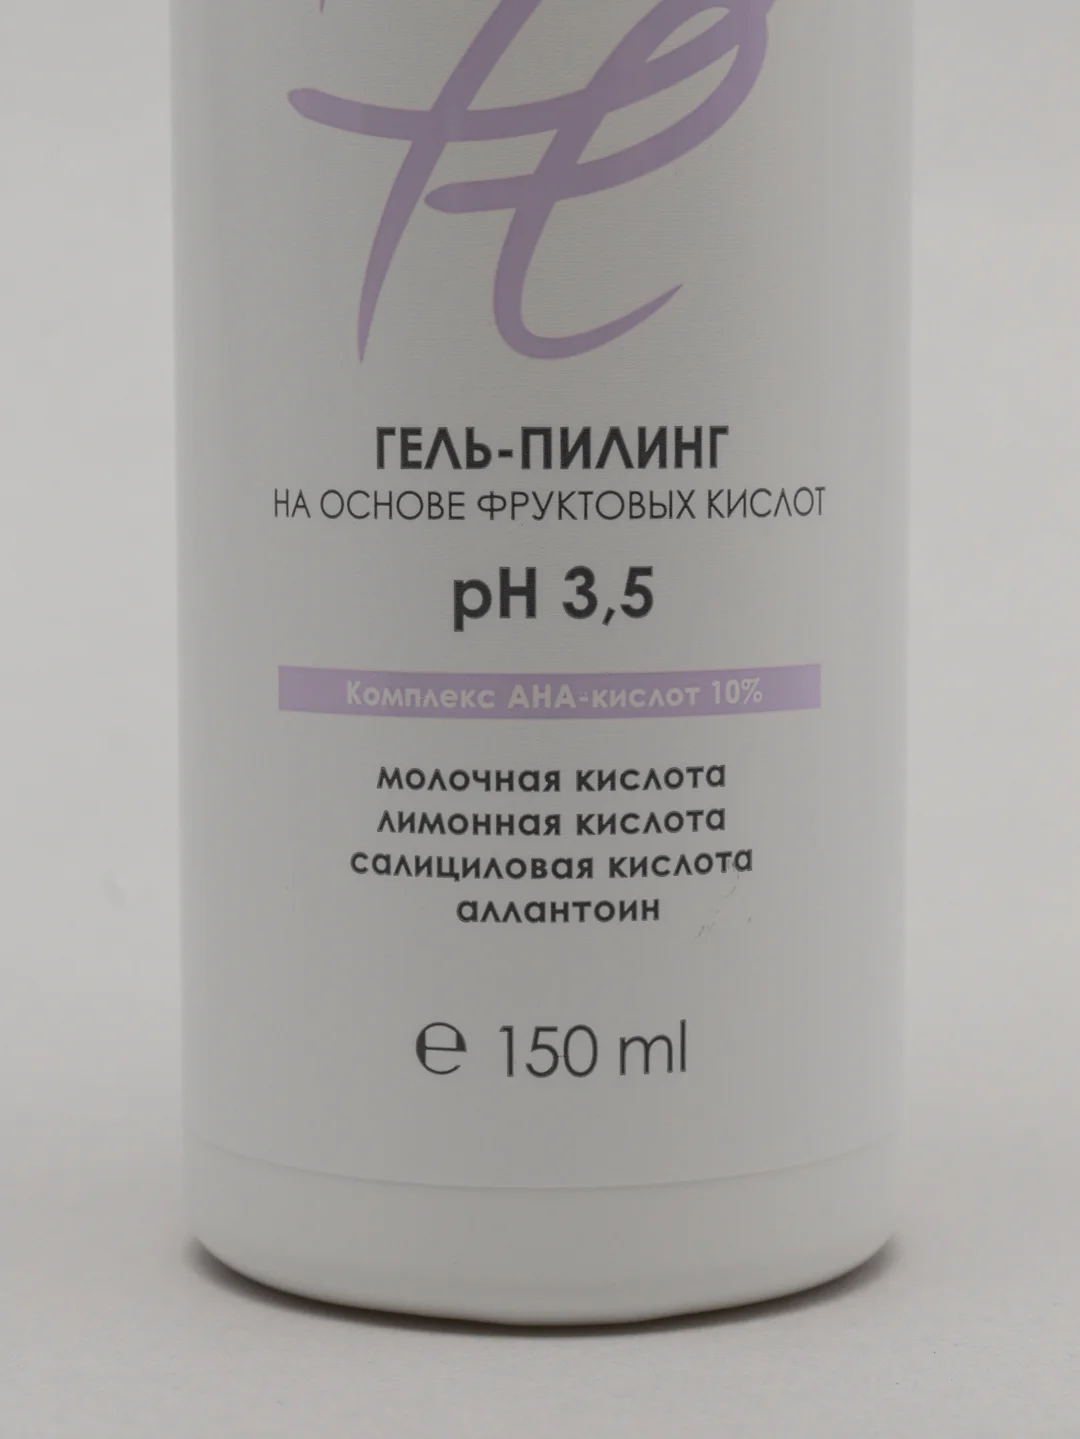 ГЕЛЬ-ПИЛИНГ
НА ОСНОВЕ ФРУКТОВЫХ КИСЛОТ
pH 3,5
Комплекс АНА-кислот 10%
молочная кислота
лимонная кислота
салициловая кислота
аллантоин
℮ 150 ml